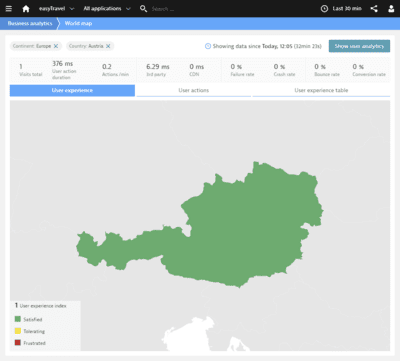 easyTravel All applications Search ... Last 30 min
Business analytics World map
Continent: Europe Country: Austria Showing data since Today, 12:05 (32min 23s) Show user analytics
1 376 ms 0.2 6.29 ms 0 ms 0 % 0 % 0 % 0 %
Visits total User action duration Actions /min 3rd party CDN Failure rate Crash rate Bounce rate Conversion rate
User experience User actions User experience table
1 User experience index
Satisfied
Tolerating
Frustrated